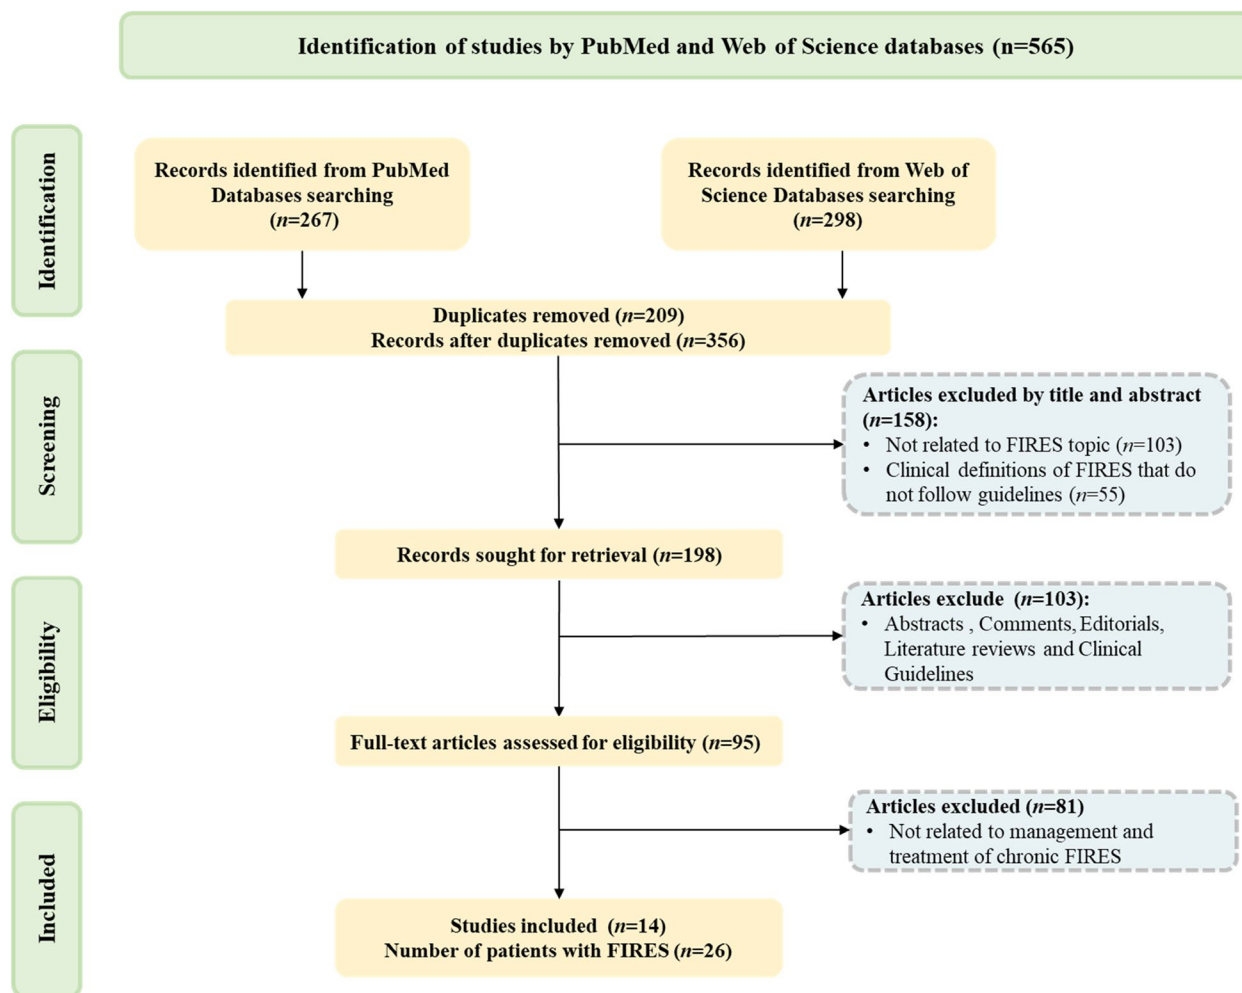 Identification of studies by PubMed and Web of Science databases (n=565)
Identification
Records identified from PubMed
Databases searching
(n=267)
Records identified from Web of
Science Databases searching
(n=298)
Duplicates removed (n=209)
Records after duplicates removed (n=356)
Screening
Articles excluded by title and abstract
(n=158):
• Not related to FIRES topic (n=103)
• Clinical definitions of FIRES that do
not follow guidelines (n=55)
Records sought for retrieval (n=198)
Eligibility
Articles exclude (n=103):
• Abstracts , Comments, Editorials,
Literature reviews and Clinical
Guidelines
Full-text articles assessed for eligibility (n=95)
Included
Articles excluded (n=81)
• Not related to management and
treatment of chronic FIRES
Studies included (n=14)
Number of patients with FIRES (n=26)